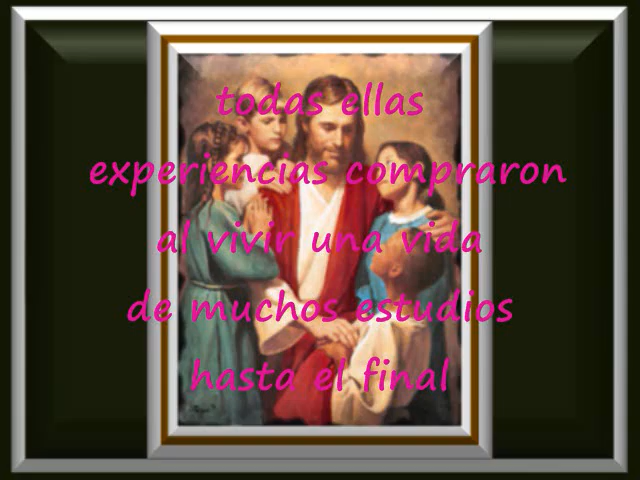 todas ellas
experiencias compraron
al vivir una vida
de muchos estudios
hasta el final